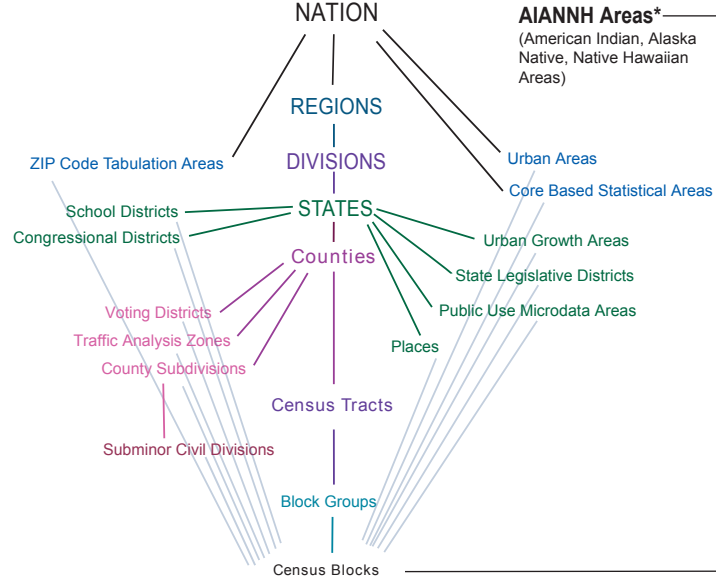 NATION
AIANNH Areas*
(American Indian, Alaska
Native, Native Hawaiian
Areas)
REGIONS
ZIP Code Tabulation Areas
DIVISIONS
Urban Areas
Core Based Statistical Areas
School Districts
STATES
Congressional Districts
Urban Growth Areas
Counties
State Legislative Districts
Voting Districts
Public Use Microdata Areas
Traffic Analysis Zones
Places
County Subdivisions
Census Tracts
Subminor Civil Divisions
Block Groups
Census Blocks